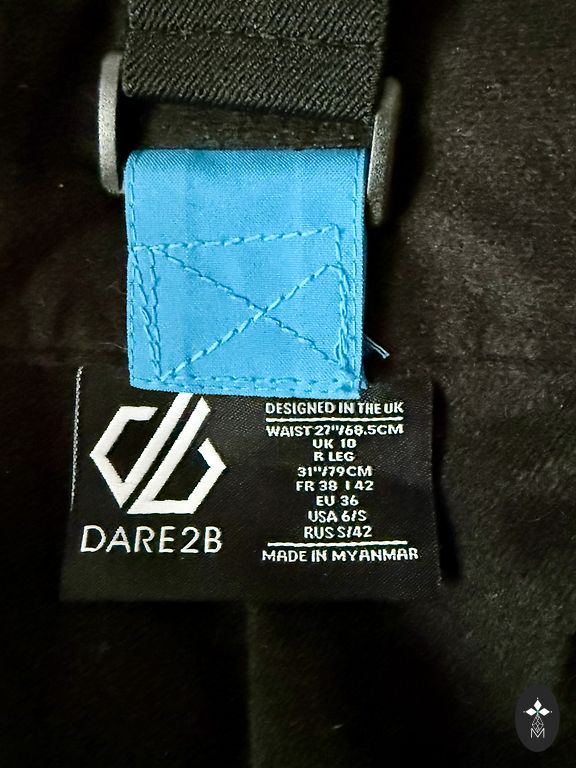 DARE2B
DESIGNED IN THE UK
WAIST 27"/68.5CM
UK 10
R LEG
31"/79CM
FR 38 I 42
EU 36
USA 6/S
RUS S/42
MADE IN MYANMAR